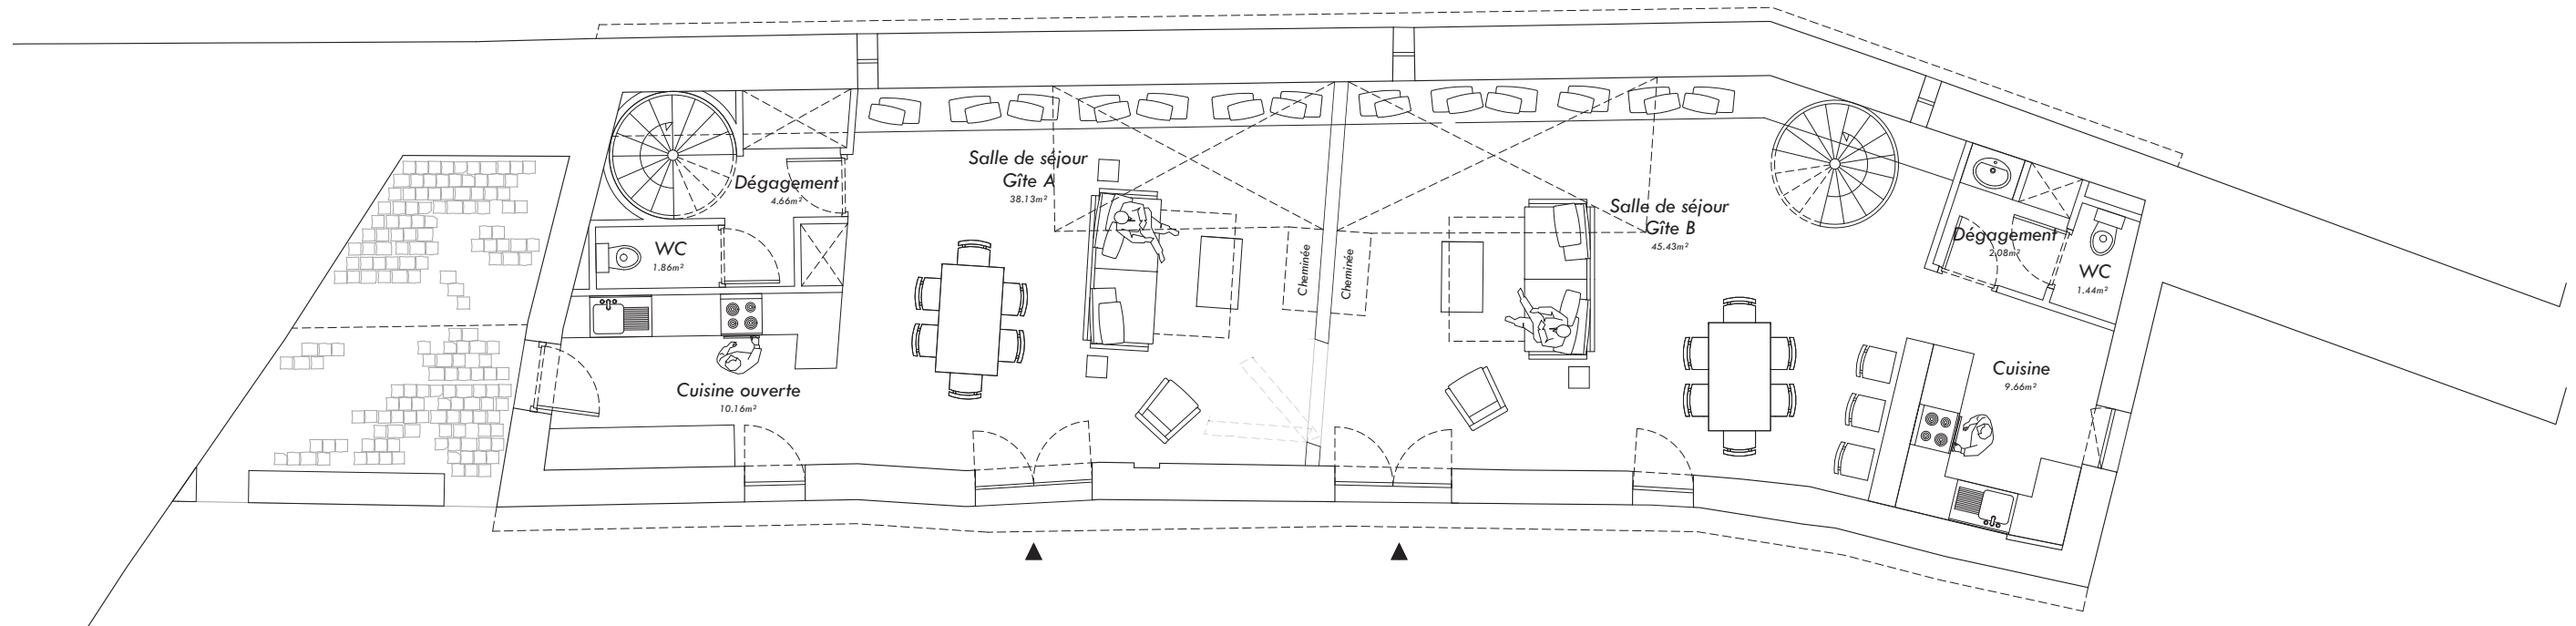 Salle de séjour
Gîte A
38.13m²
Dégagement
4.66m²
WC
1.86m²
Cuisine ouverte
10.16m²
Cheminée
Cheminée
Salle de séjour
Gîte B
45.43m²
Dégagement
2.08m²
WC
1.44m²
Cuisine
9.66m²